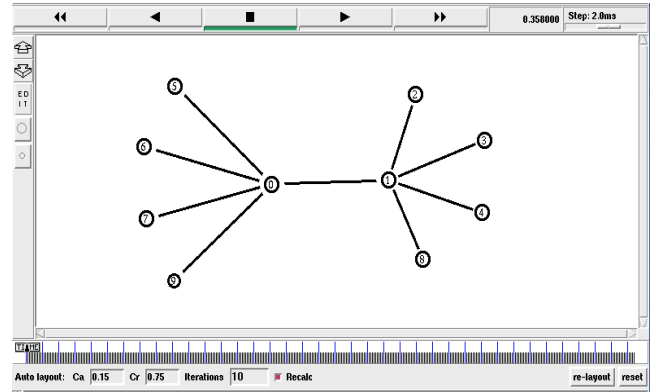 0.358000 Step: 2.0ms
ED
IT
5
2
6
3
0
1
7
4
8
9
TIME
Auto layout: Ca 0.15 Cr 0.75 Iterations 10 Recalc re-layout reset